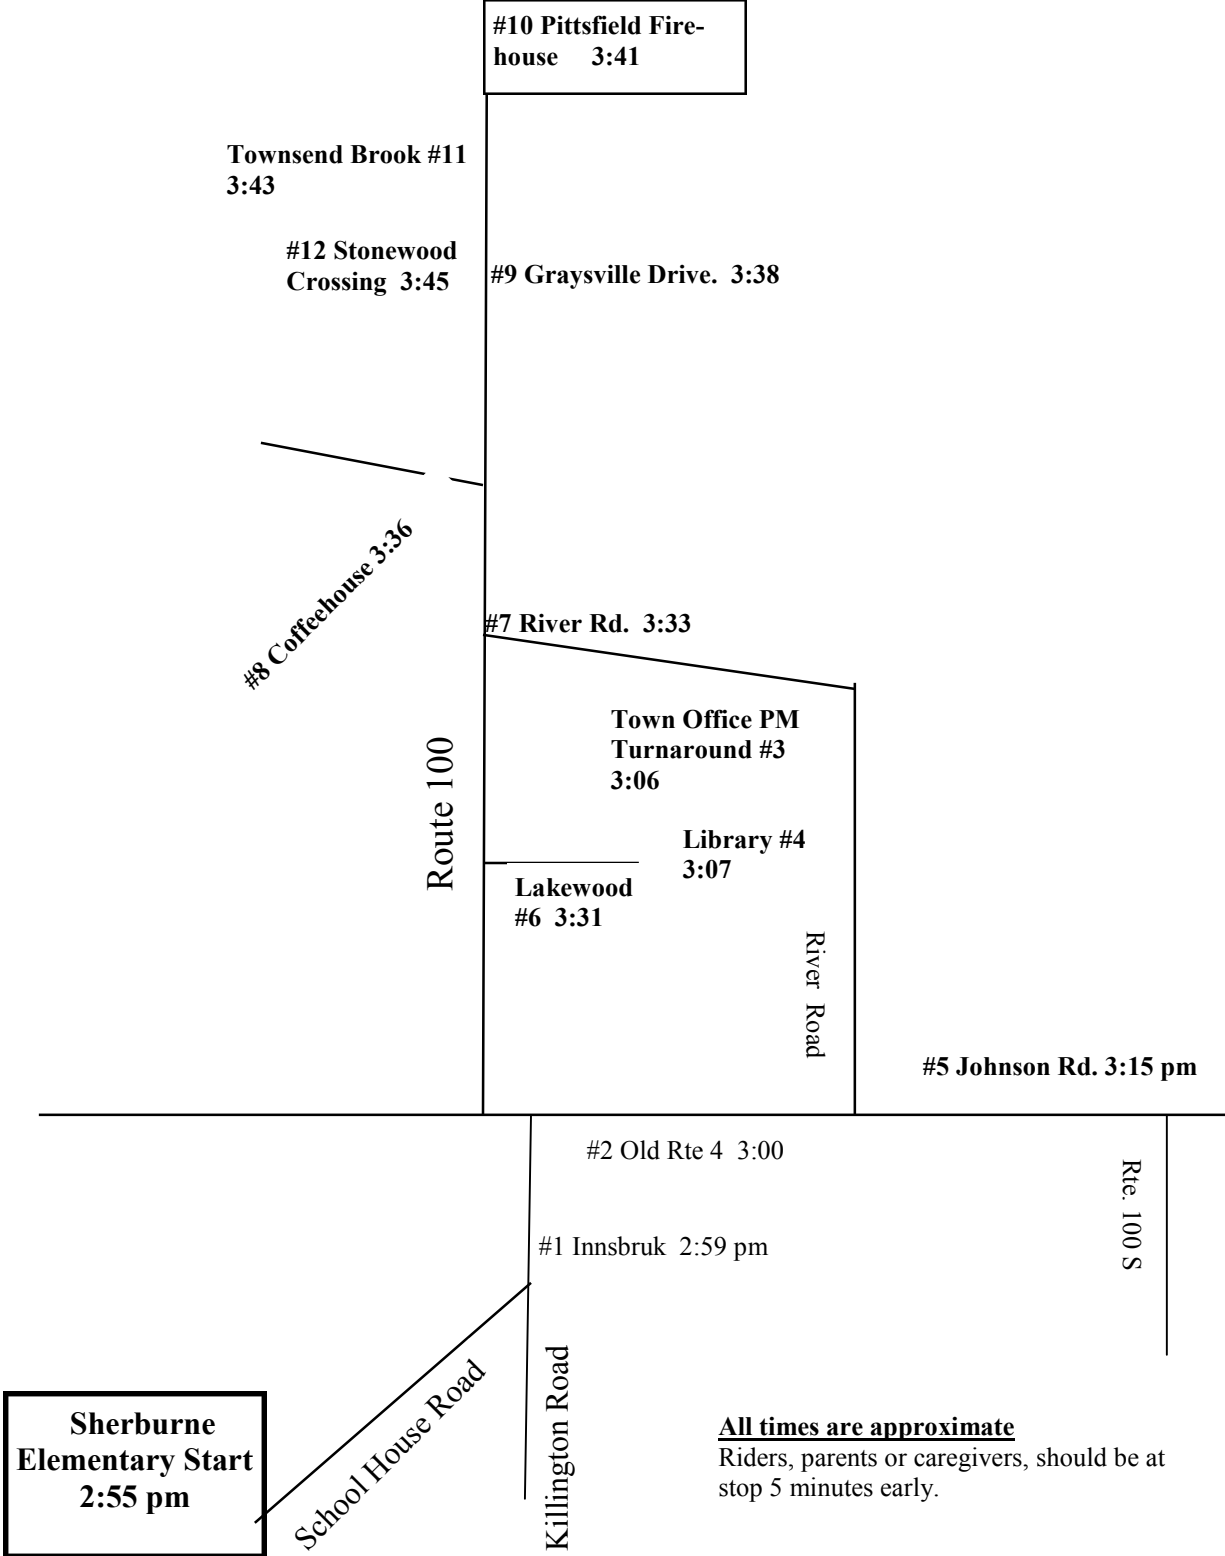 #10 Pittsfield Fire-
house 3:41
Townsend Brook #11
3:43
#12 Stonewood
Crossing 3:45
#9 Graysville Drive. 3:38
#8 Coffeehouse 3:36
#7 River Rd. 3:33
Town Office PM
Turnaround #3
3:06
Route 100
Library #4
3:07
Lakewood
#6 3:31
River Road
#5 Johnson Rd. 3:15 pm
#2 Old Rte 4 3:00
Rte. 100 S
#1 Innsbruk 2:59 pm
School House Road
Killington Road
Sherburne
Elementary Start
2:55 pm
All times are approximate
Riders, parents or caregivers, should be at
stop 5 minutes early.